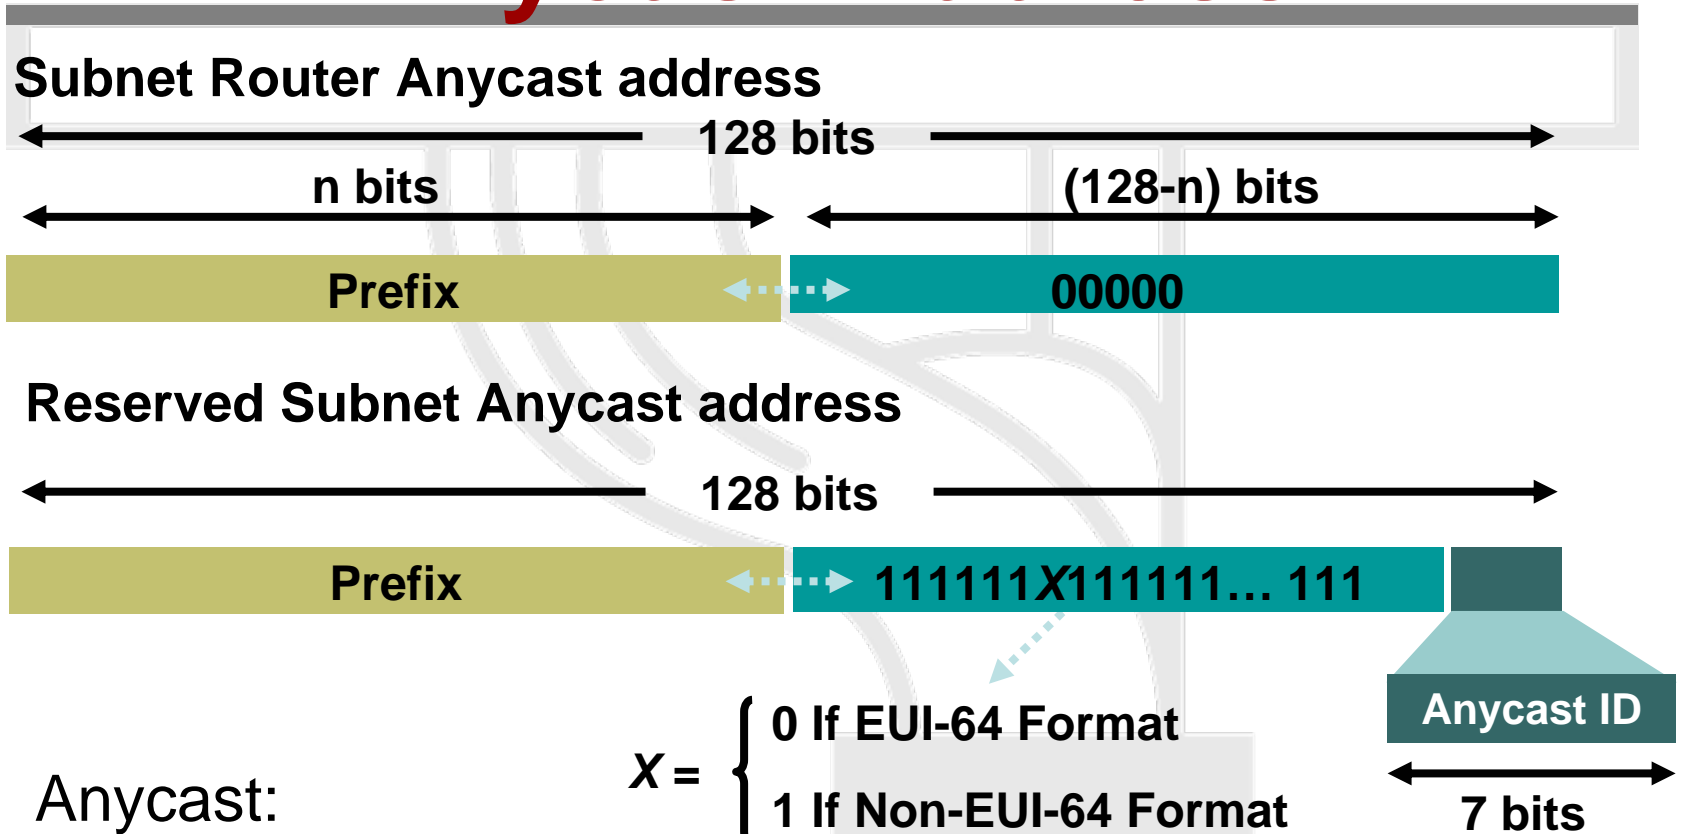 Subnet Router Anycast address
128 bits
n bits (128-n) bits
Prefix 00000
Reserved Subnet Anycast address
128 bits
Prefix 111111X111111... 111
Anycast ID
7 bits
X =
0 If EUI-64 Format
1 If Non-EUI-64 Format
Anycast: